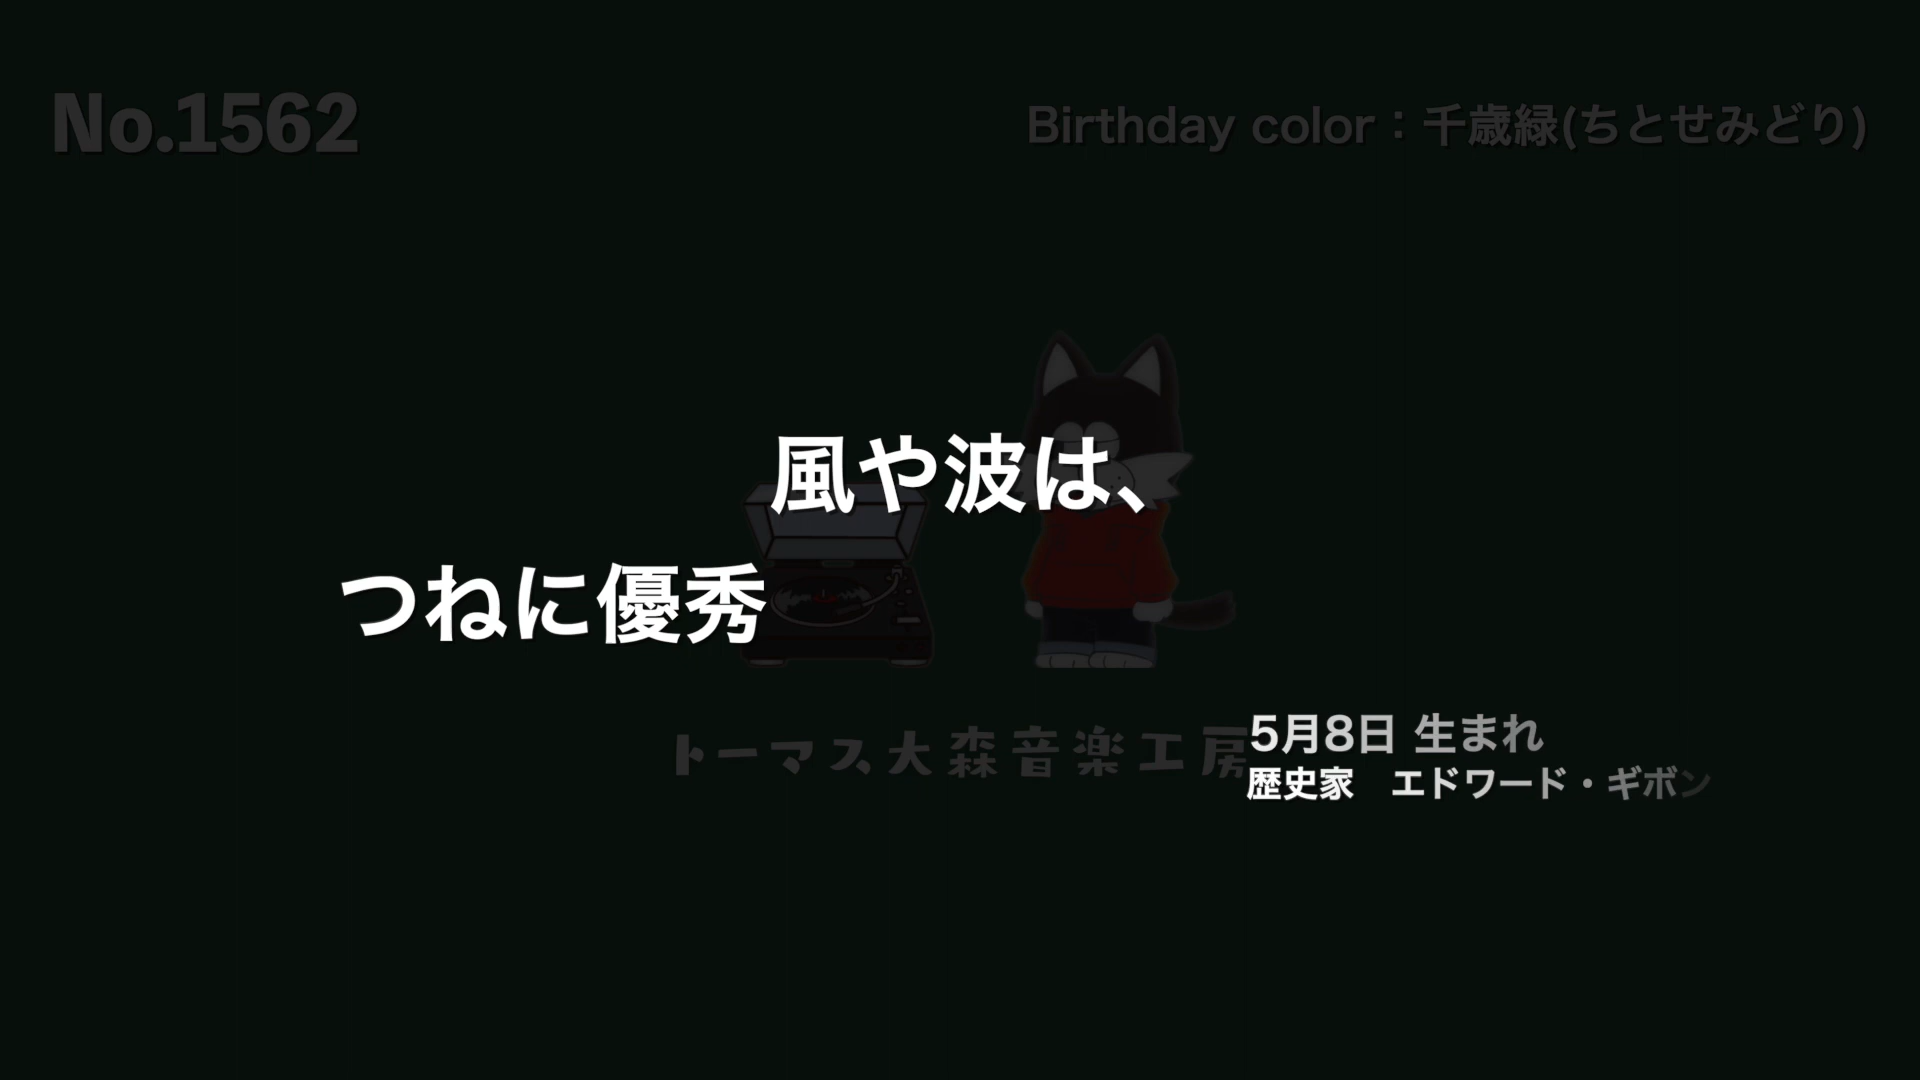 No.1562
Birthday color：千歳緑(ちとせみどり)
風や波は、
つねに優秀
トーマス大森音楽工房
5月8日 生まれ
歴史家　エドワード・ギボン